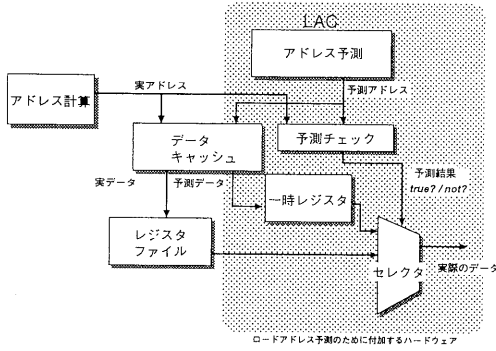 LAC
アドレス予測
アドレス計算
実アドレス
予測アドレス
データ
キャッシュ
予測チェック
実データ
予測データ
予測結果
true? / not?
一時レジスタ
レジスタ
ファイル
セレクタ
実際のデータ
ロードアドレス予測のために付加するハードウェア